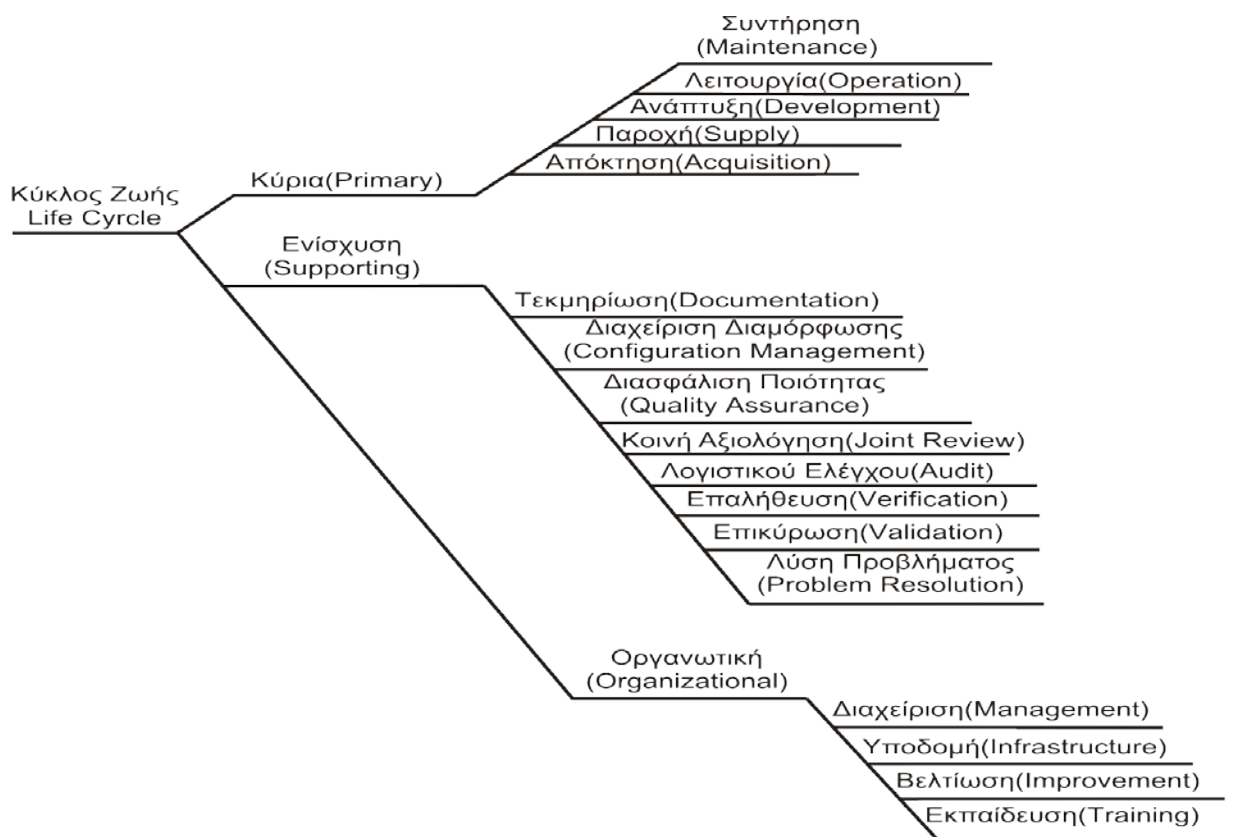 Συντήρηση
(Maintenance)
Λειτουργία(Operation)
Ανάπτυξη(Development)
Παροχή(Supply)
Απόκτηση(Acquisition)
Κύρια(Primary)
Κύκλος Ζωής
Life Cyrcle
Ενίσχυση
(Supporting)
Τεκμηρίωση(Documentation)
Διαχείριση Διαμόρφωσης
(Configuration Management)
Διασφάλιση Ποιότητας
(Quality Assurance)
Κοινή Αξιολόγηση(Joint Review)
Λογιστικού Ελέγχου(Audit)
Επαλήθευση(Verification)
Επικύρωση(Validation)
Λύση Προβλήματος
(Problem Resolution)
Οργανωτική
(Organizational)
Διαχείριση(Management)
Υποδομή(Infrastructure)
Βελτίωση(Improvement)
Εκπαίδευση(Training)